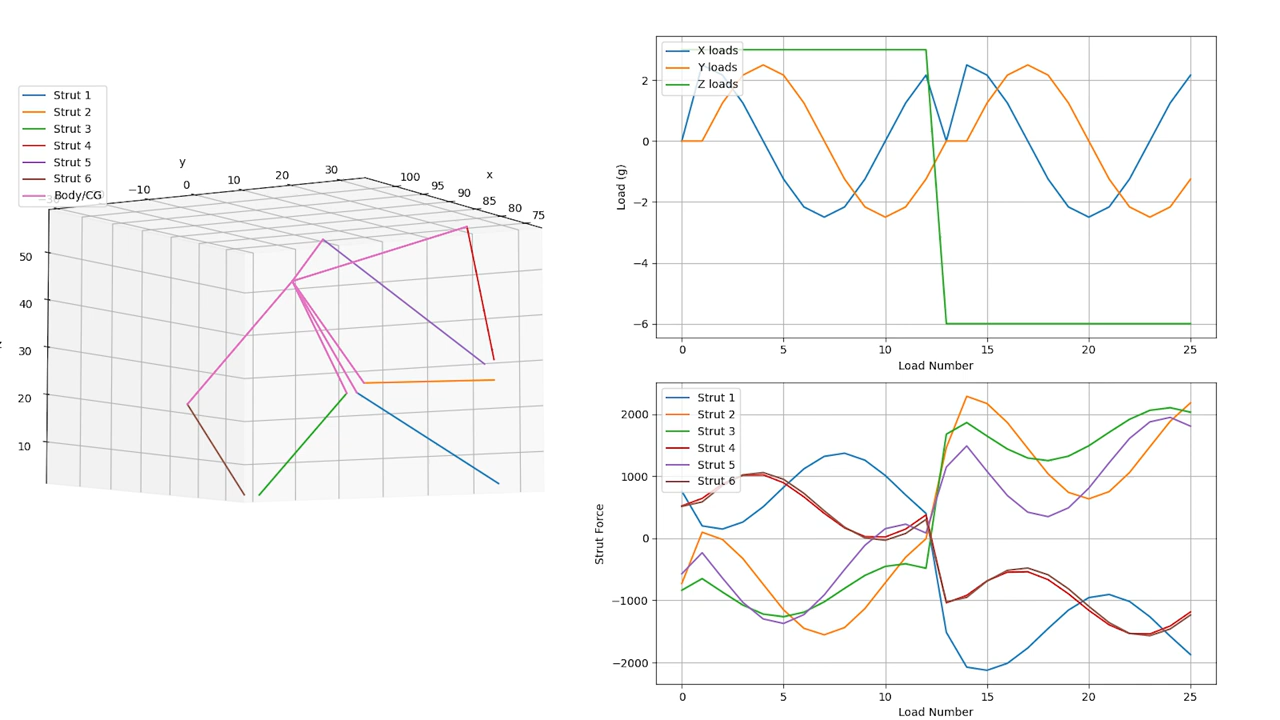 Strut 1
Strut 2
Strut 3
Strut 4
Strut 5
Strut 6
Body/CG
y
−10
0
10
20
30
x
100
95
90
85
80
75
50
40
30
20
10
X loads
Y loads
Z loads
Load (g)
2
0
−2
−4
−6
0
5
10
15
20
25
Load Number
Strut 1
Strut 2
Strut 3
Strut 4
Strut 5
Strut 6
Strut Force
2000
1000
0
−1000
−2000
0
5
10
15
20
25
Load Number